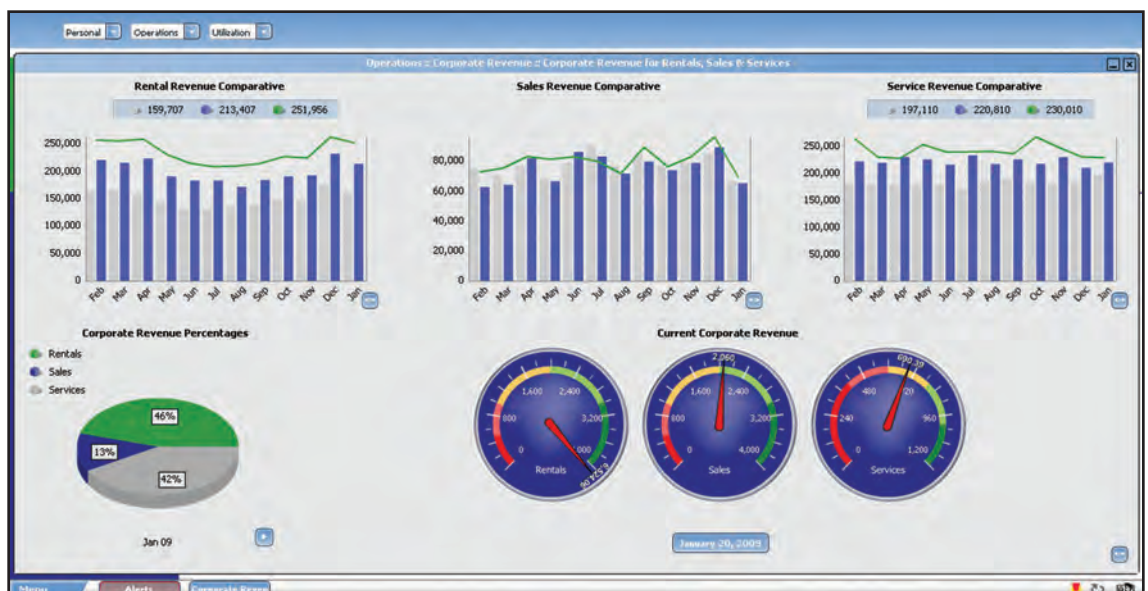 Personal Operations Utilization
Operations :: Corporate Revenue :: Corporate Revenue for Rentals, Sales & Services
Rental Revenue Comparative
159,707 213,407 251,956
250,000
200,000
150,000
100,000
50,000
0
Feb Mar Apr May Jun Jul Aug Sep Oct Nov Dec Jan
Sales Revenue Comparative
80,000
60,000
40,000
20,000
0
Feb Mar Apr May Jun Jul Aug Sep Oct Nov Dec Jan
Service Revenue Comparative
197,110 220,810 230,010
250,000
200,000
150,000
100,000
50,000
0
Feb Mar Apr May Jun Jul Aug Sep Oct Nov Dec Jan
Corporate Revenue Percentages
Rentals
Sales
Services
46%
13%
42%
Jan 09
Current Corporate Revenue
1,600 2,400
800 3,200
0
Rentals
2,060
1,600 2,400
800 3,200
0 4,000
Sales
480
240 960
0 1,200
Services
January 20, 2009
Menu Alerts Corporate